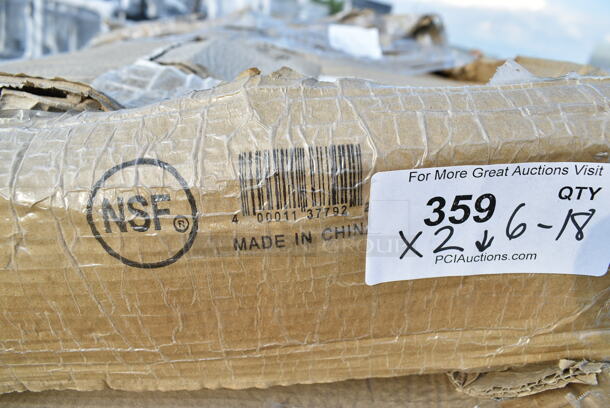 NSF®
4 00011 37792
MADE IN CHINA
For More Great Auctions Visit
359
QTY
X2↓ 6-18
PCIAuctions.com